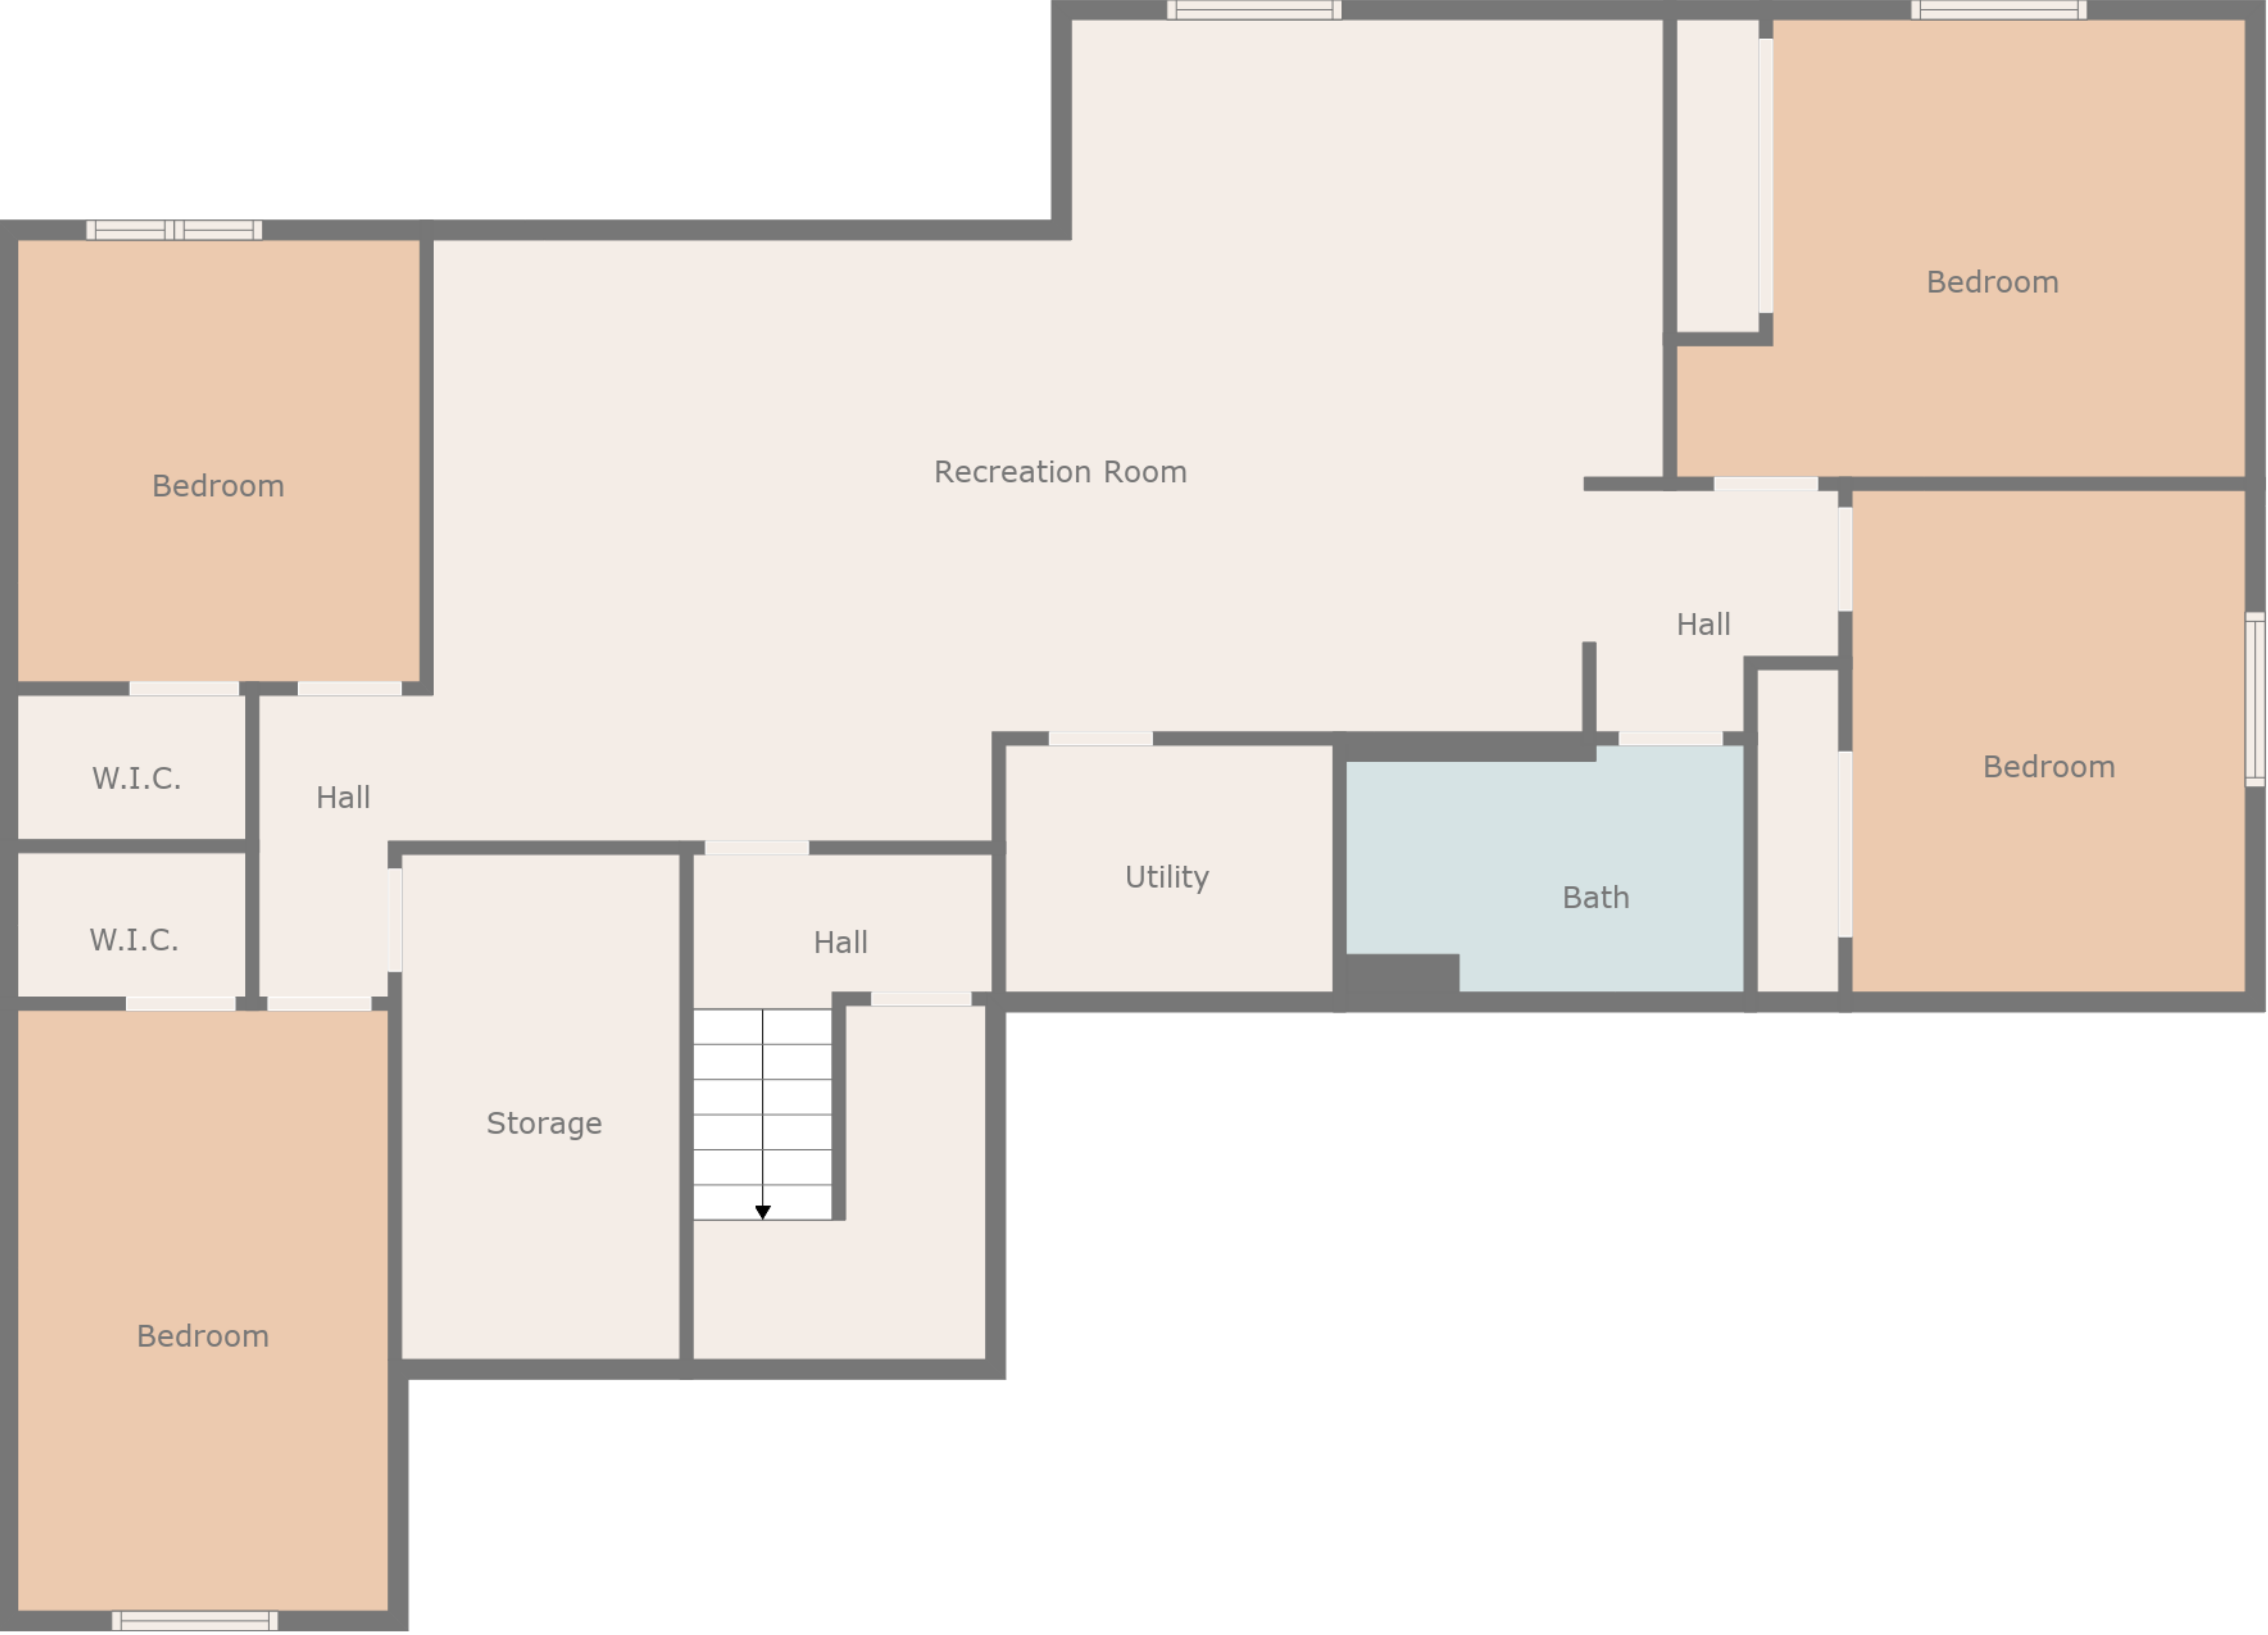 Bedroom
Recreation Room
Bedroom
Hall
Bedroom
W.I.C.
Hall
Utility
Bath
W.I.C.
Hall
Storage
Bedroom